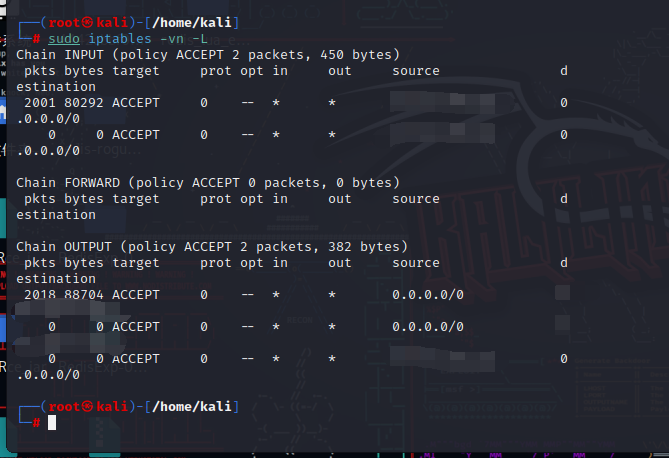 ┌──(root㉿kali)-[/home/kali]
└─# sudo iptables -vn -L
Chain INPUT (policy ACCEPT 2 packets, 450 bytes)
 pkts bytes target     prot opt in     out     source               d
estination
 2001 80292 ACCEPT     0    --  *      *                            0
.0.0.0/0
    0     0 ACCEPT     0    --  *      *                            0
.0.0.0/0
Chain FORWARD (policy ACCEPT 0 packets, 0 bytes)
 pkts bytes target     prot opt in     out     source               d
estination
Chain OUTPUT (policy ACCEPT 2 packets, 382 bytes)
 pkts bytes target     prot opt in     out     source               d
estination
 2018 88704 ACCEPT     0    --  *      *       0.0.0.0/0
    0     0 ACCEPT     0    --  *      *       0.0.0.0/0
    0     0 ACCEPT     0    --  *      *                            0
.0.0.0/0
┌──(root㉿kali)-[/home/kali]
└─#